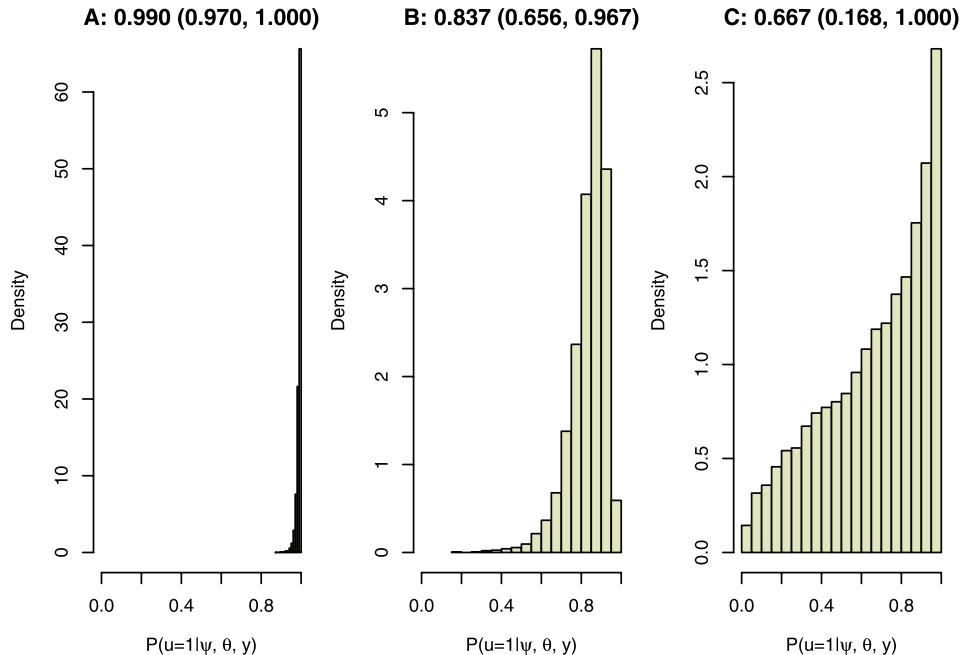 A: 0.990 (0.970, 1.000)
60
50
40
30
20
10
0
Density
0.0 0.4 0.8
P(u=1|ψ, θ, y)
B: 0.837 (0.656, 0.967)
5
4
3
2
1
0
Density
0.0 0.4 0.8
P(u=1|ψ, θ, y)
C: 0.667 (0.168, 1.000)
2.5
2.0
1.5
1.0
0.5
0.0
Density
0.0 0.4 0.8
P(u=1|ψ, θ, y)